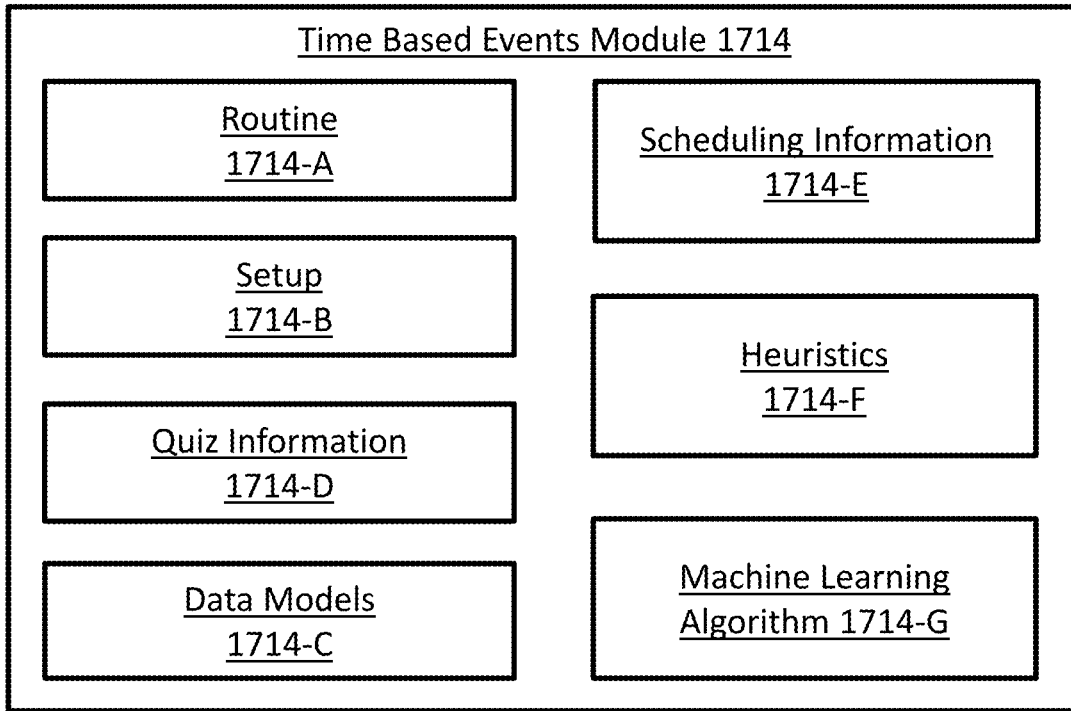 Time Based Events Module 1714
Routine
1714-A
Setup
1714-B
Quiz Information
1714-D
Data Models
1714-C
Scheduling Information
1714-E
Heuristics
1714-F
Machine Learning
Algorithm 1714-G